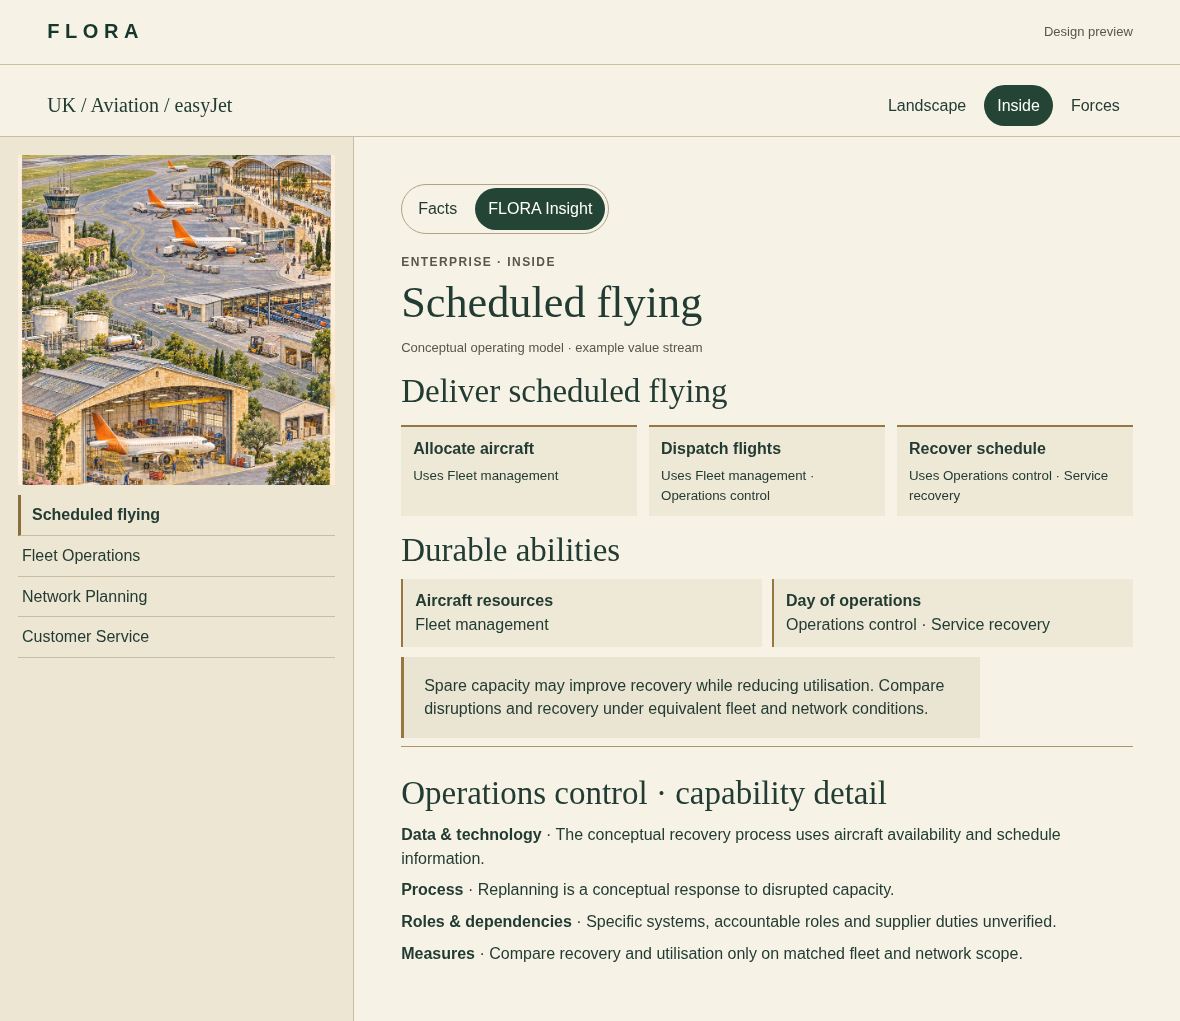 FLORA
Design preview
UK / Aviation / easyJet
Landscape
Inside
Forces
Scheduled flying
Fleet Operations
Network Planning
Customer Service
Facts
FLORA Insight
ENTERPRISE · INSIDE
Scheduled flying
Conceptual operating model · example value stream
Deliver scheduled flying
Allocate aircraft
Uses Fleet management
Dispatch flights
Uses Fleet management ·
Operations control
Recover schedule
Uses Operations control · Service
recovery
Durable abilities
Aircraft resources
Fleet management
Day of operations
Operations control · Service recovery
Spare capacity may improve recovery while reducing utilisation. Compare
disruptions and recovery under equivalent fleet and network conditions.
Operations control · capability detail
Data & technology · The conceptual recovery process uses aircraft availability and schedule
information.
Process · Replanning is a conceptual response to disrupted capacity.
Roles & dependencies · Specific systems, accountable roles and supplier duties unverified.
Measures · Compare recovery and utilisation only on matched fleet and network scope.